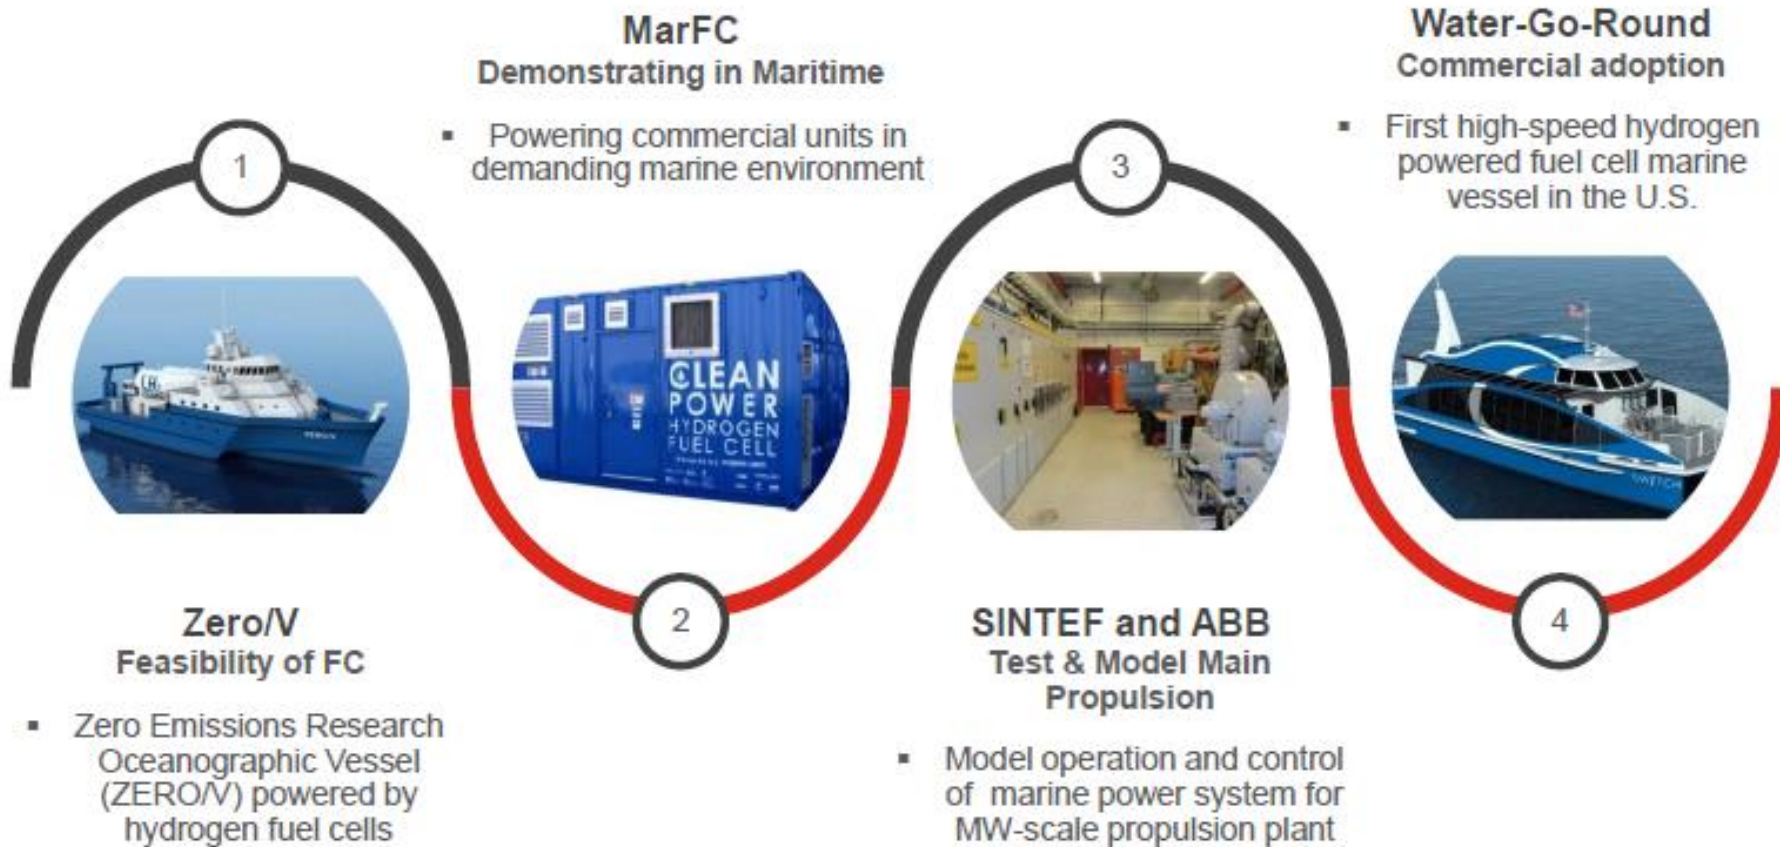 MarFC
Demonstrating in Maritime
▪ Powering commercial units in
demanding marine environment
Water-Go-Round
Commercial adoption
▪ First high-speed hydrogen
powered fuel cell marine
vessel in the U.S.
1
3
CLEAN
POWER
HYDROGEN
FUEL CELL
2
4
Zero/V
Feasibility of FC
▪ Zero Emissions Research
Oceanographic Vessel
(ZERO/V) powered by
hydrogen fuel cells
SINTEF and ABB
Test & Model Main
Propulsion
▪ Model operation and control
of marine power system for
MW-scale propulsion plant